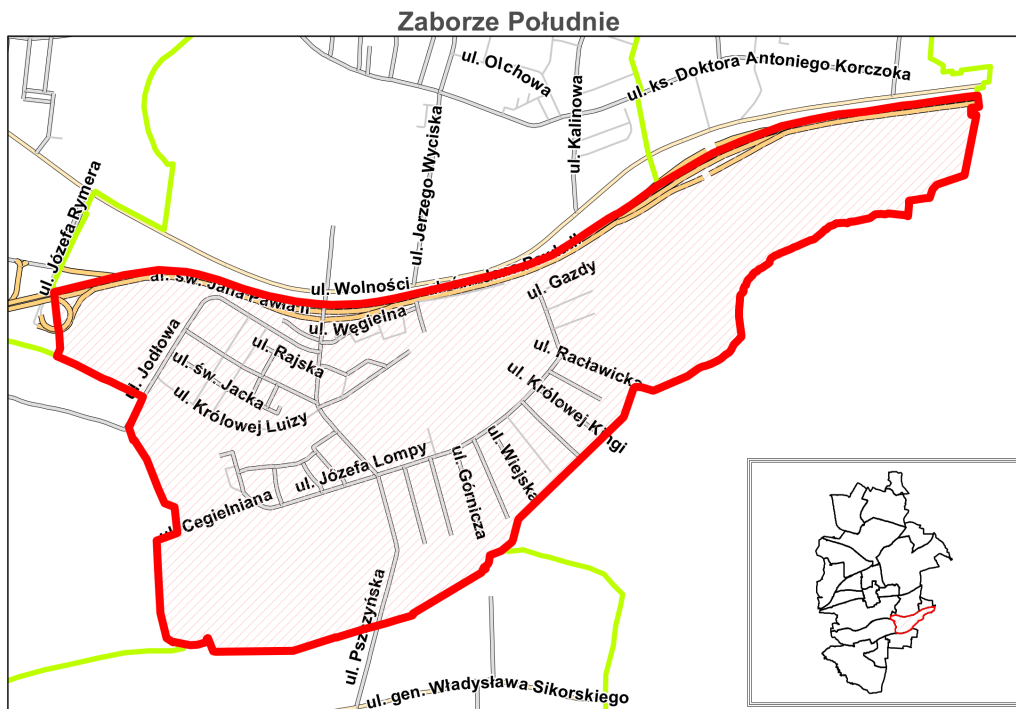 Zaborze Południe
ul. Olchowa
ul. ks. Doktora Antoniego Korczoka
ul. Kalinowa
ul. Jerzego Wyciska
ul. Józefa Rymera
ul. Wolności
al. św. Jana Pawła II
ul. Gazdy
ul. Węgielna
ul. Rajska
ul. Jodłowa
ul. św. Jacka
ul. Racławicka
ul. Królowej Kingi
ul. Królowej Luizy
ul. Wiejska
ul. Józefa Lompy
ul. Górnicza
ul. Cegielniana
ul. Pszczyńska
ul. gen. Władysława Sikorskiego